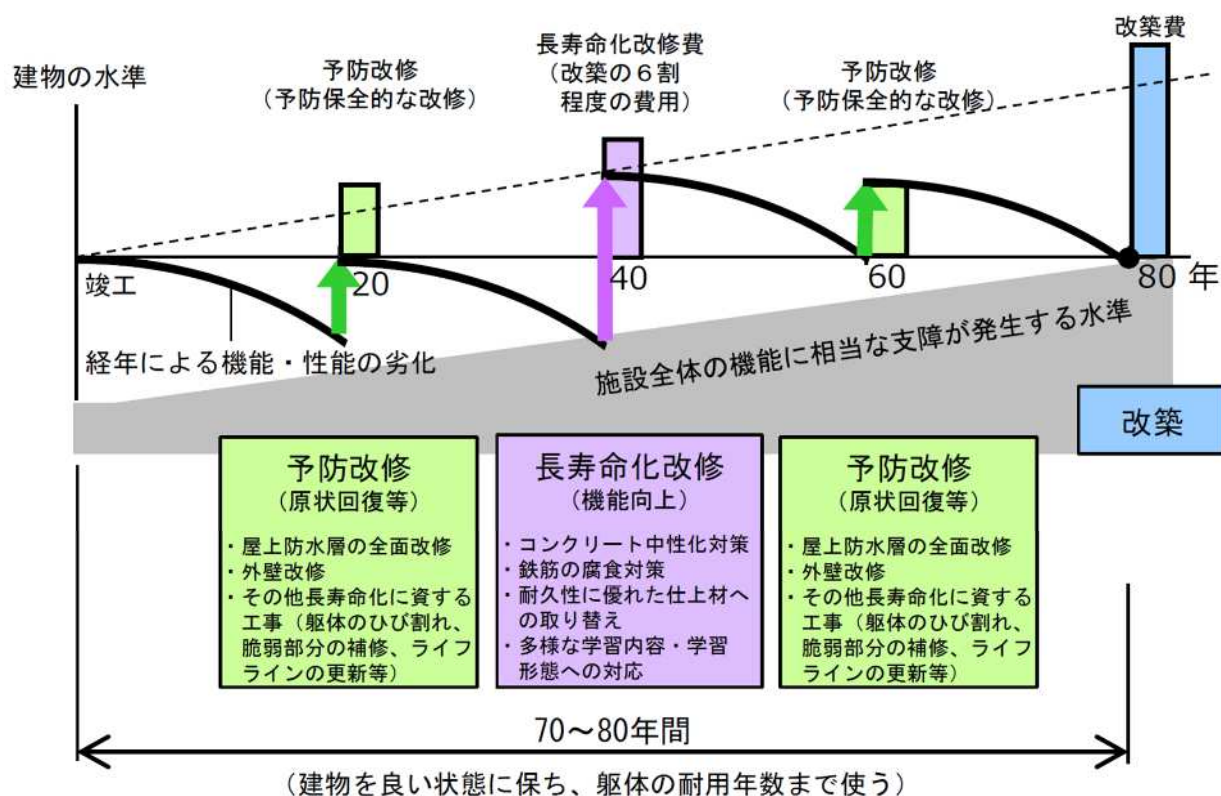 改築費
長寿命化改修費
（改築の６割
程度の費用）
建物の水準
予防改修
（予防保全的な改修）
予防改修
（予防保全的な改修）
竣工
20
40
60
80 年
経年による機能・性能の劣化
施設全体の機能に相当な支障が発生する水準
改築
予防改修
（原状回復等）
・屋上防水層の全面改修
・外壁改修
・その他長寿命化に資する
工事（躯体のひび割れ、
脆弱部分の補修、ライフ
ラインの更新等）
長寿命化改修
（機能向上）
・コンクリート中性化対策
・鉄筋の腐食対策
・耐久性に優れた仕上材へ
の取り替え
・多様な学習内容・学習
形態への対応
予防改修
（原状回復等）
・屋上防水層の全面改修
・外壁改修
・その他長寿命化に資する
工事（躯体のひび割れ、
脆弱部分の補修、ライフ
ラインの更新等）
70～80年間
（建物を良い状態に保ち、躯体の耐用年数まで使う）